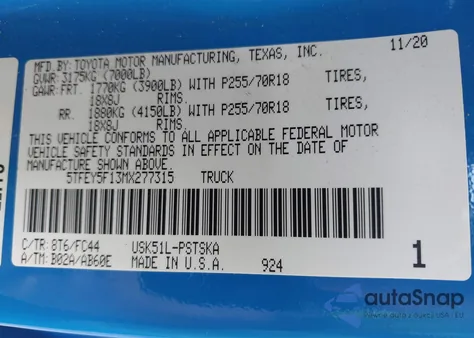 MFD.BY:TOYOTA MOTOR MANUFACTURING, TEXAS, INC. 11/20
GVWR:3175KG (7000LB)
GAWR:FRT. 1770KG (3900LB) WITH P255/70R18 TIRES,
18X8J RIMS.
RR. 1880KG (4150LB) WITH P255/70R18 TIRES,
18X8J RIMS.
THIS VEHICLE CONFORMS TO ALL APPLICABLE FEDERAL MOTOR
VEHICLE SAFETY STANDARDS IN EFFECT ON THE DATE OF
MANUFACTURE SHOWN ABOVE.
5TFEY5F13MX277315 TRUCK
C/TR: 8T6/FC44 USK51L-PSTSKA
A/TM: B02A/AB60E MADE IN U.S.A. 924 1
autoSnap